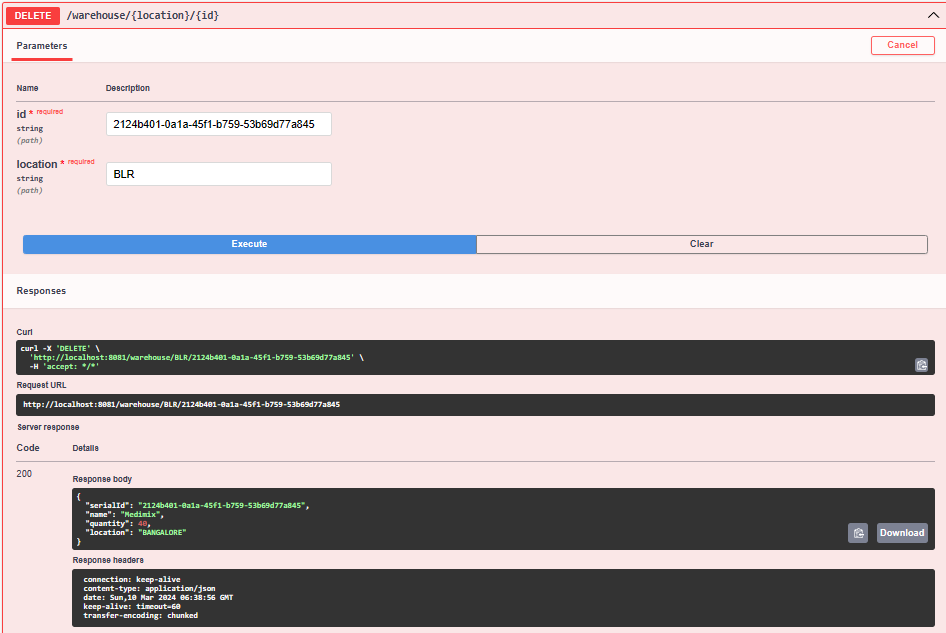 DELETE /warehouse/{location}/{id}
Parameters
Cancel
Name Description
id * required
string
(path)
2124b401-0a1a-45f1-b759-53b69d77a845
location * required
string
(path)
BLR
Execute Clear
Responses
Curl
curl -X 'DELETE' \
'http://localhost:8081/warehouse/BLR/2124b401-0a1a-45f1-b759-53b69d77a845' \
-H 'accept: */*'
Request URL
http://localhost:8081/warehouse/BLR/2124b401-0a1a-45f1-b759-53b69d77a845
Server response
Code Details
200
Response body
{
"serialId": "2124b401-0a1a-45f1-b759-53b69d77a845",
"name": "Medimix",
"quantity": 40,
"location": "BANGALORE"
}
Download
Response headers
connection: keep-alive
content-type: application/json
date: Sun,10 Mar 2024 06:38:56 GMT
keep-alive: timeout=60
transfer-encoding: chunked